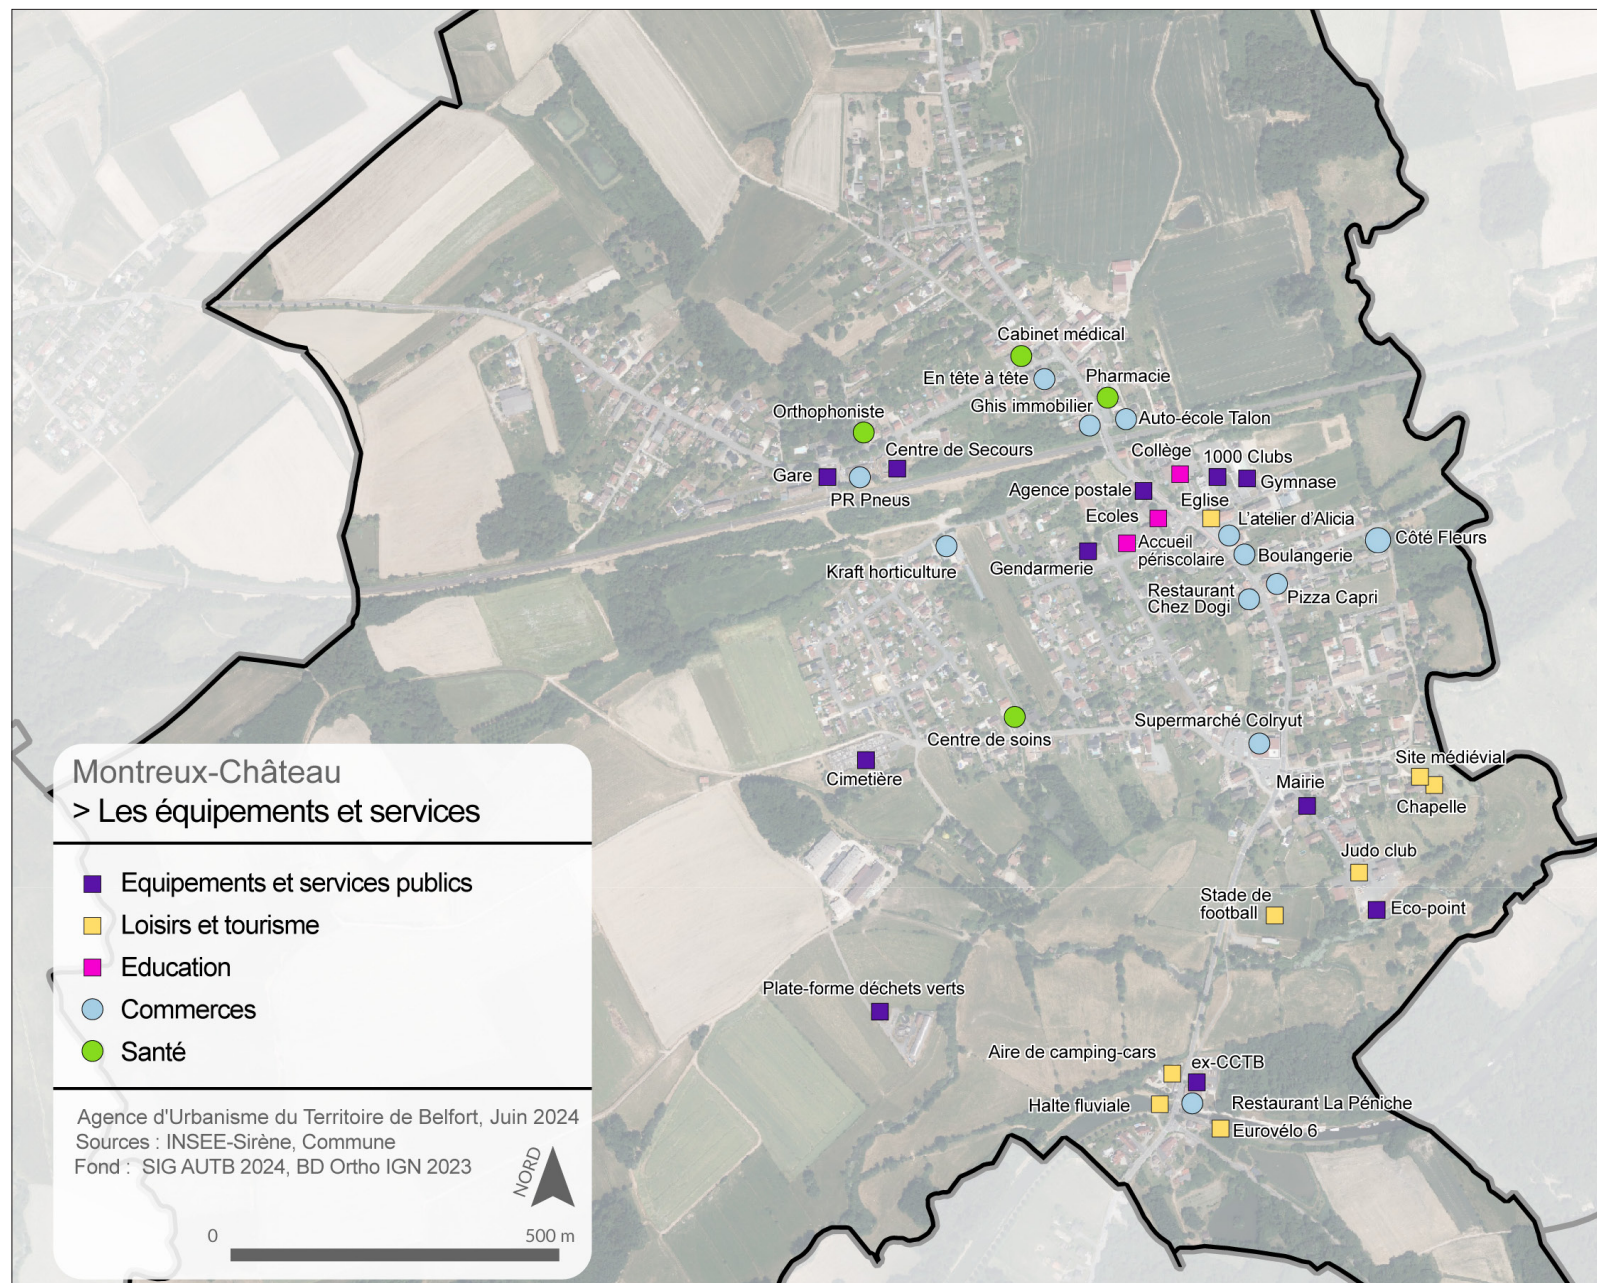 Cabinet médical
En tête à tête
Pharmacie
Ghis immobilier
Auto-école Talon
Orthophoniste
Centre de Secours
Gare
PR Pneus
Collège
1000 Clubs
Gymnase
Agence postale
Eglise
Ecoles
L'atelier d'Alicia
Côté Fleurs
Accueil
périscolaire
Boulangerie
Gendarmerie
Kraft horticulture
Restaurant
Chez Dogi
Pizza Capri
Supermarché Colryut
Centre de soins
Cimetière
Site médiévial
Mairie
Chapelle
Judo club
Stade de
football
Eco-point
Plate-forme déchets verts
Aire de camping-cars
ex-CCTB
Halte fluviale
Restaurant La Péniche
Eurovélo 6
Montreux-Château
> Les équipements et services
Equipements et services publics
Loisirs et tourisme
Education
Commerces
Santé
Agence d'Urbanisme du Territoire de Belfort, Juin 2024
Sources : INSEE-Sirène, Commune
Fond : SIG AUTB 2024, BD Ortho IGN 2023
NORD
0 500 m